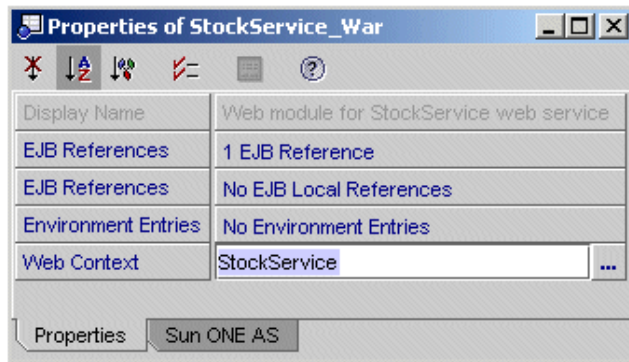 Properties of StockService_War
Display Name Web module for StockService web service
EJB References 1 EJB Reference
EJB References No EJB Local References
Environment Entries No Environment Entries
Web Context StockService ...
Properties Sun ONE AS